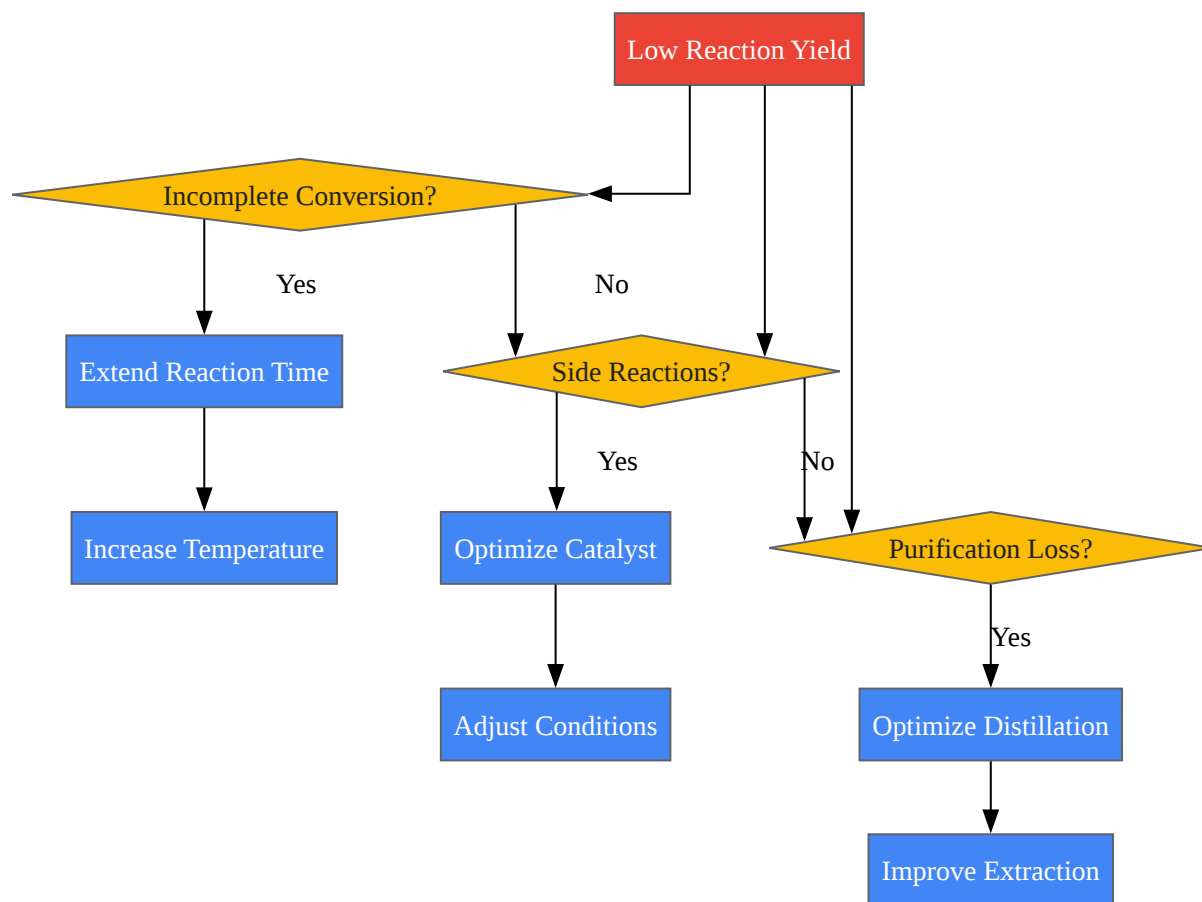 Low Reaction Yield
Incomplete Conversion?
Yes
No
Extend Reaction Time
Side Reactions?
Yes
No
Increase Temperature
Optimize Catalyst
Purification Loss?
Yes
Adjust Conditions
Optimize Distillation
Improve Extraction